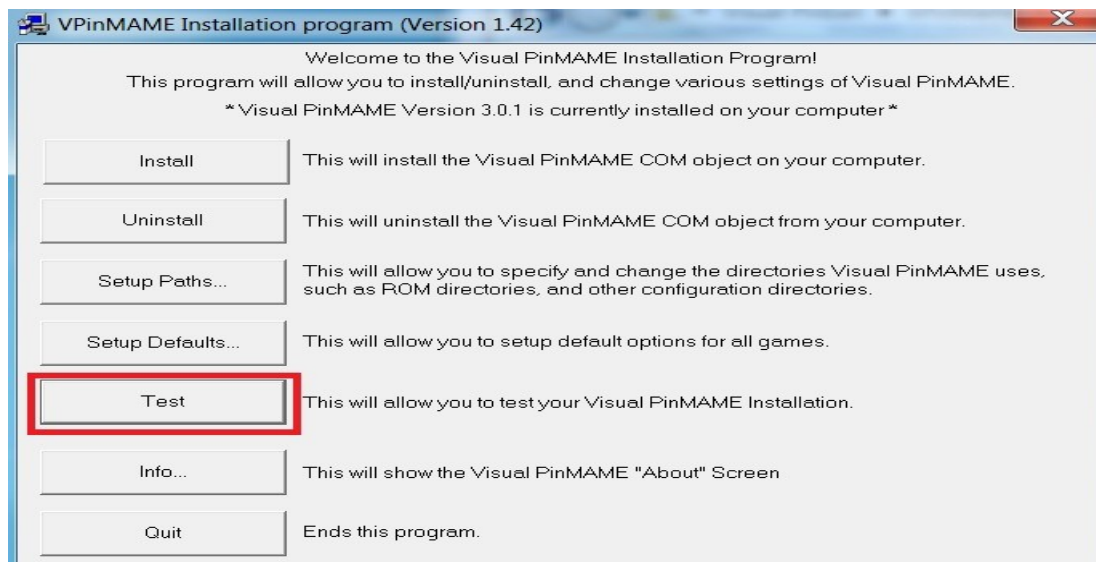 VPinMAME Installation program (Version 1.42)
Welcome to the Visual PinMAME Installation Program!
This program will allow you to install/uninstall, and change various settings of Visual PinMAME.
*Visual PinMAME Version 3.0.1 is currently installed on your computer*
Install
This will install the Visual PinMAME COM object on your computer.
Uninstall
This will uninstall the Visual PinMAME COM object from your computer.
Setup Paths...
This will allow you to specify and change the directories Visual PinMAME uses,
such as ROM directories, and other configuration directories.
Setup Defaults...
This will allow you to setup default options for all games.
Test
This will allow you to test your Visual PinMAME Installation.
Info...
This will show the Visual PinMAME "About" Screen
Quit
Ends this program.